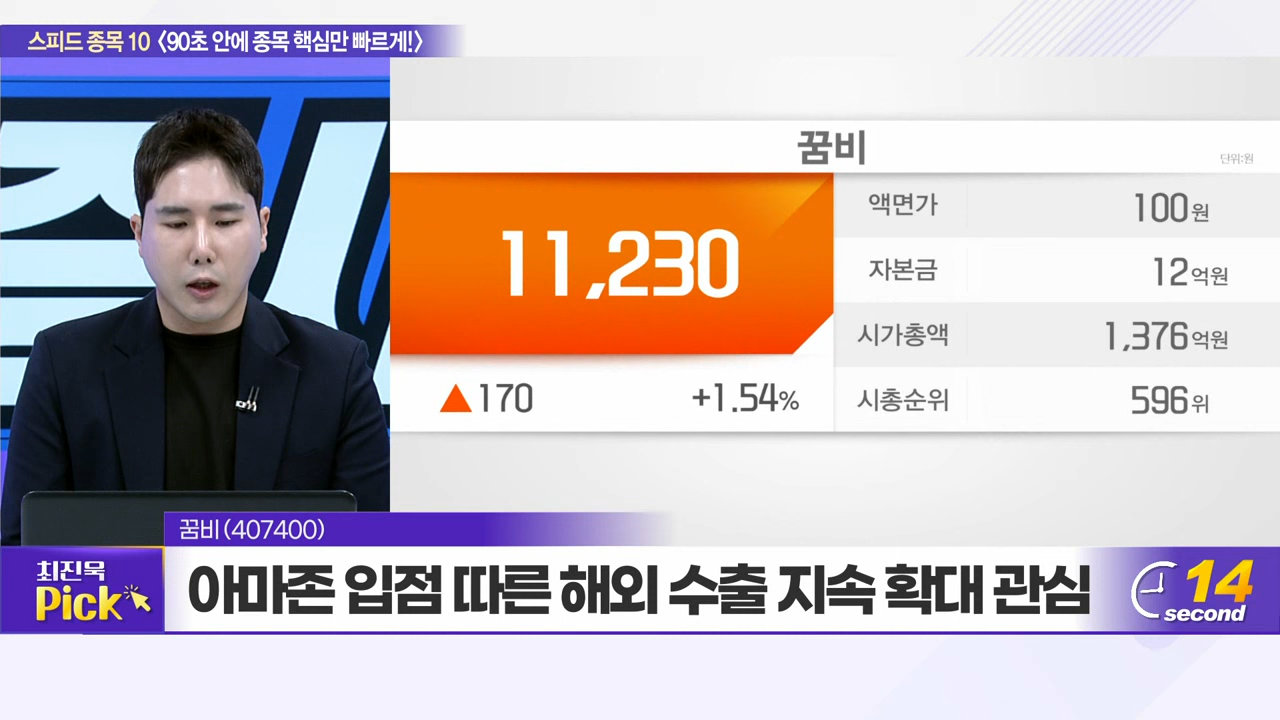 스피드 종목 10 〈90초 안에 종목 핵심만 빠르게!〉
꿈비
단위:원
11,230
▲170 +1.54%
액면가 100원
자본금 12억원
시가총액 1,376억원
시총순위 596위
꿈비(407400)
최진욱
Pick
아마존 입점 따른 해외 수출 지속 확대 관심
14
second